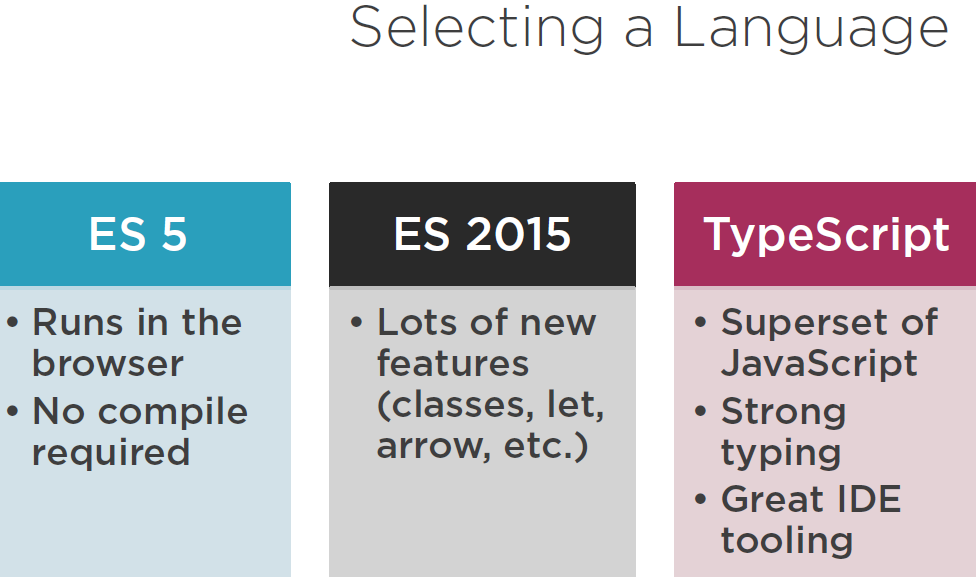 Selecting a Language
ES 5
• Runs in the
browser
• No compile
required
ES 2015
• Lots of new
features
(classes, let,
arrow, etc.)
TypeScript
• Superset of
JavaScript
• Strong
typing
• Great IDE
tooling